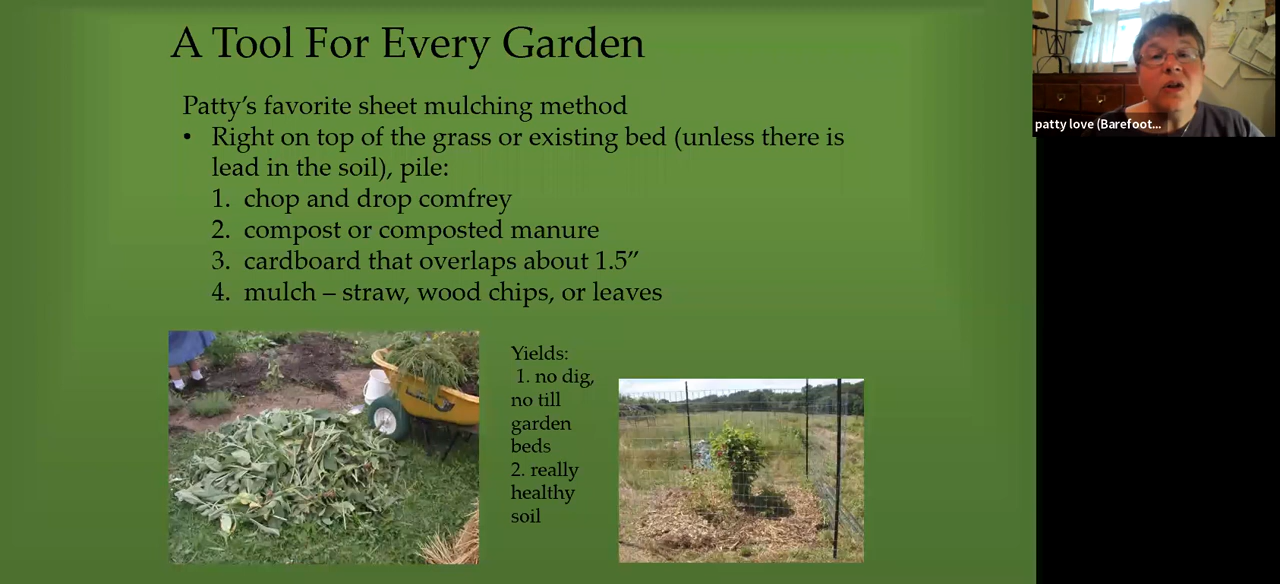 A Tool For Every Garden
Patty’s favorite sheet mulching method
• Right on top of the grass or existing bed (unless there is
lead in the soil), pile:
1. chop and drop comfrey
2. compost or composted manure
3. cardboard that overlaps about 1.5”
4. mulch – straw, wood chips, or leaves
Yields:
1. no dig,
no till
garden
beds
2. really
healthy
soil
patty love (Barefoot...